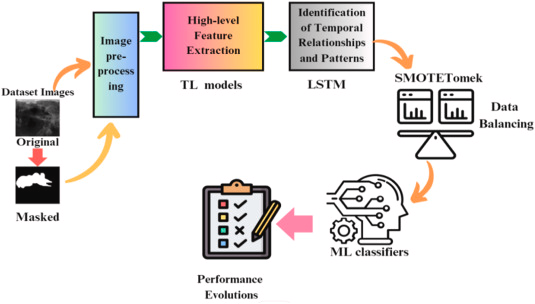 Dataset Images
Original
Masked
Image
pre-
process
ing
High-level
Feature
Extraction
TL models
Identification
of Temporal
Relationships
and Patterns
LSTM
SMOTETomek
Data
Balancing
ML classifiers
Performance
Evolutions